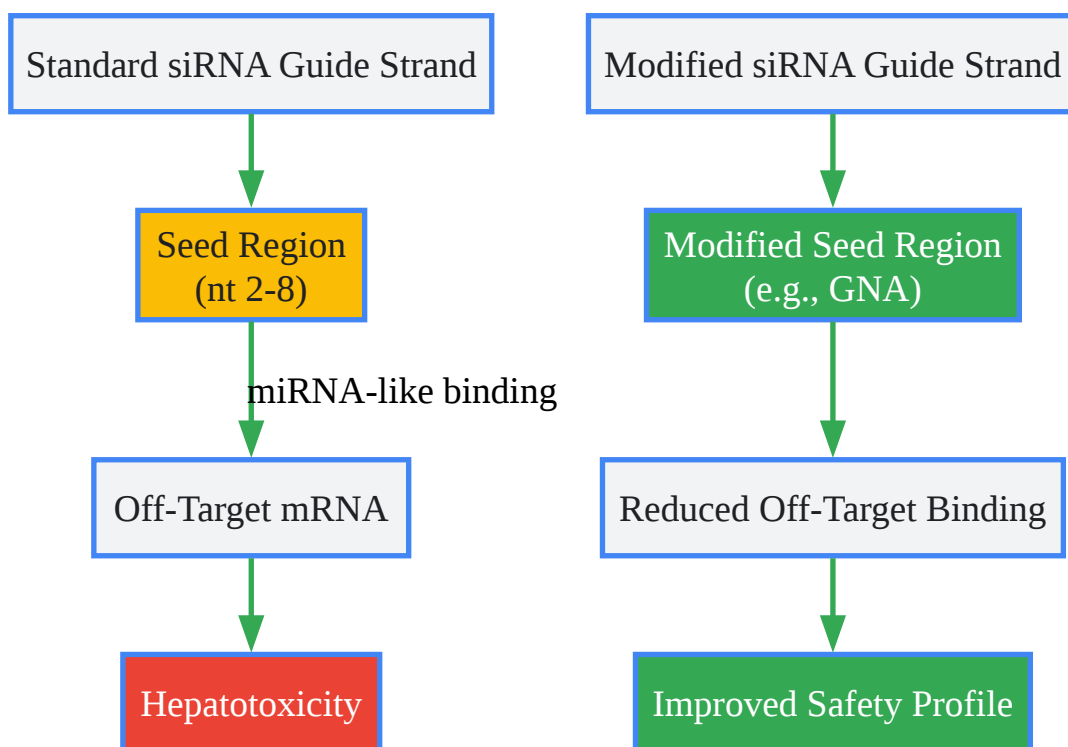 Standard siRNA Guide Strand
Seed Region
(nt 2-8)
miRNA-like binding
Off-Target mRNA
Hepatotoxicity
Modified siRNA Guide Strand
Modified Seed Region
(e.g., GNA)
Reduced Off-Target Binding
Improved Safety Profile